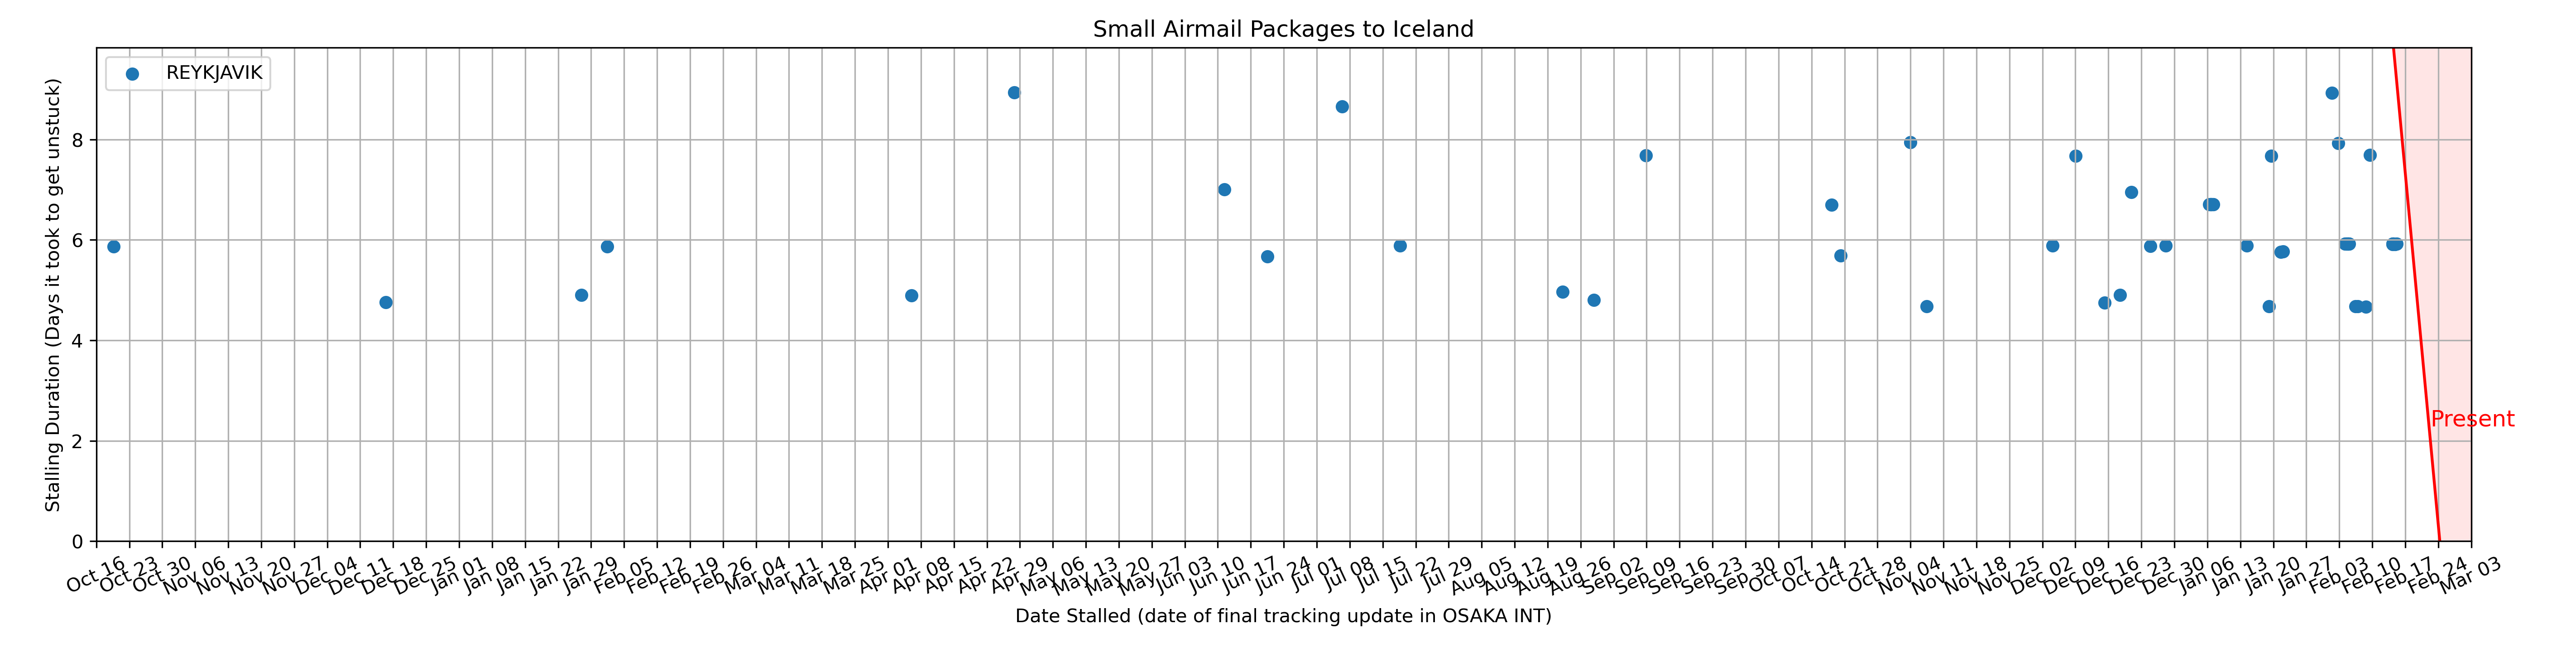 Small Airmail Packages to Iceland
REYKJAVIK
Stalling Duration (Days it took to get unstuck)
8
6
4
2
0
Present
Oct 16 Oct 23 Oct 30 Nov 06 Nov 13 Nov 20 Nov 27 Dec 04 Dec 11 Dec 18 Dec 25 Jan 01 Jan 08 Jan 15 Jan 22 Jan 29 Feb 05 Feb 12 Feb 19 Feb 26 Mar 04 Mar 11 Mar 18 Mar 25 Apr 01 Apr 08 Apr 15 Apr 22 Apr 29 May 06 May 13 May 20 May 27 Jun 03 Jun 10 Jun 17 Jun 24 Jul 01 Jul 08 Jul 15 Jul 22 Jul 29 Aug 05 Aug 12 Aug 19 Aug 26 Sep 02 Sep 09 Sep 16 Sep 23 Sep 30 Oct 07 Oct 14 Oct 21 Oct 28 Nov 04 Nov 11 Nov 18 Nov 25 Dec 02 Dec 09 Dec 16 Dec 23 Dec 30 Jan 06 Jan 13 Jan 20 Jan 27 Feb 03 Feb 10 Feb 17 Feb 24 Mar 03
Date Stalled (date of final tracking update in OSAKA INT)